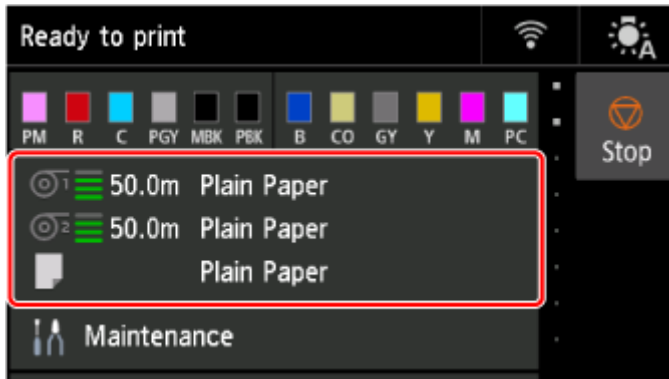 Ready to print
A
PM R C PGY MBK PBK B CO GY Y M PC
Stop
1 50.0m Plain Paper
2 50.0m Plain Paper
Plain Paper
Maintenance